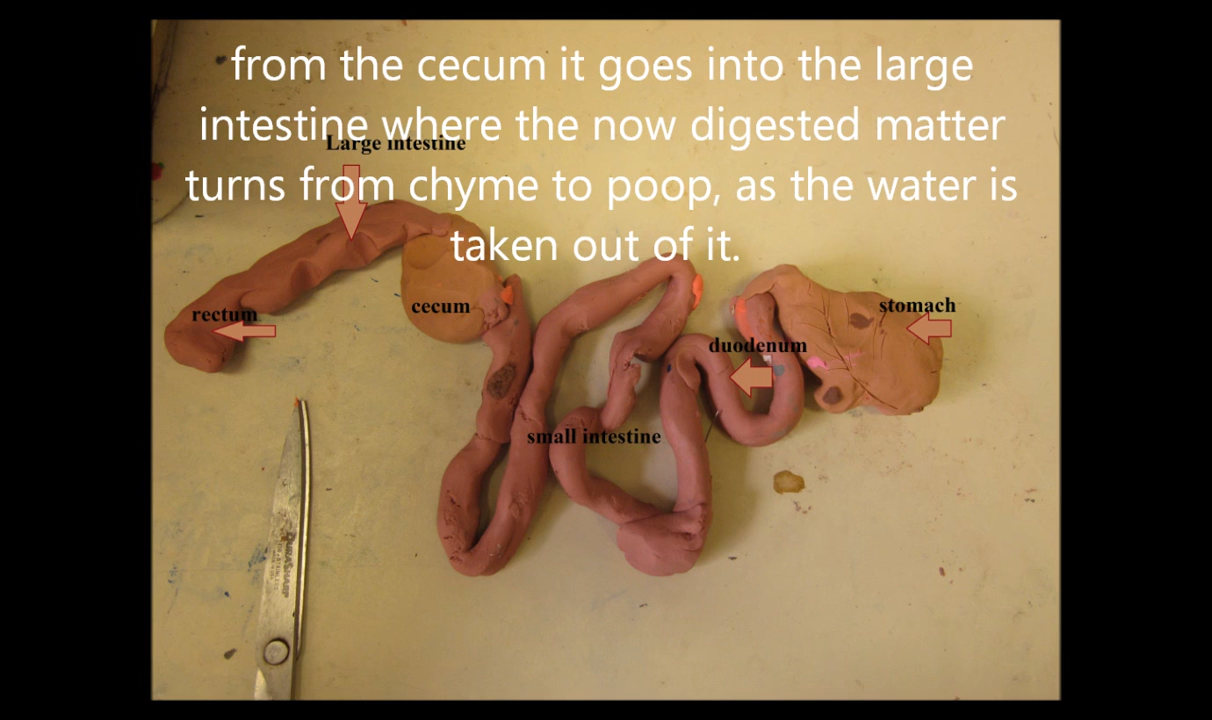 from the cecum it goes into the large
intestine where the now digested matter
Large intestine
turns from chyme to poop, as the water is
taken out of it.
rectum
cecum
stomach
duodenum
small intestine
DURASHARP